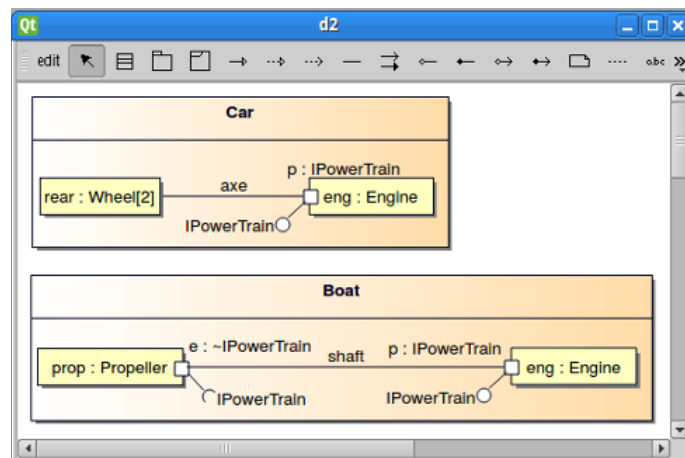 Qt d2
edit abc
Car
p : IPowerTrain
rear : Wheel[2] axe eng : Engine
IPowerTrain
Boat
e : ~IPowerTrain shaft p : IPowerTrain
prop : Propeller eng : Engine
IPowerTrain IPowerTrain